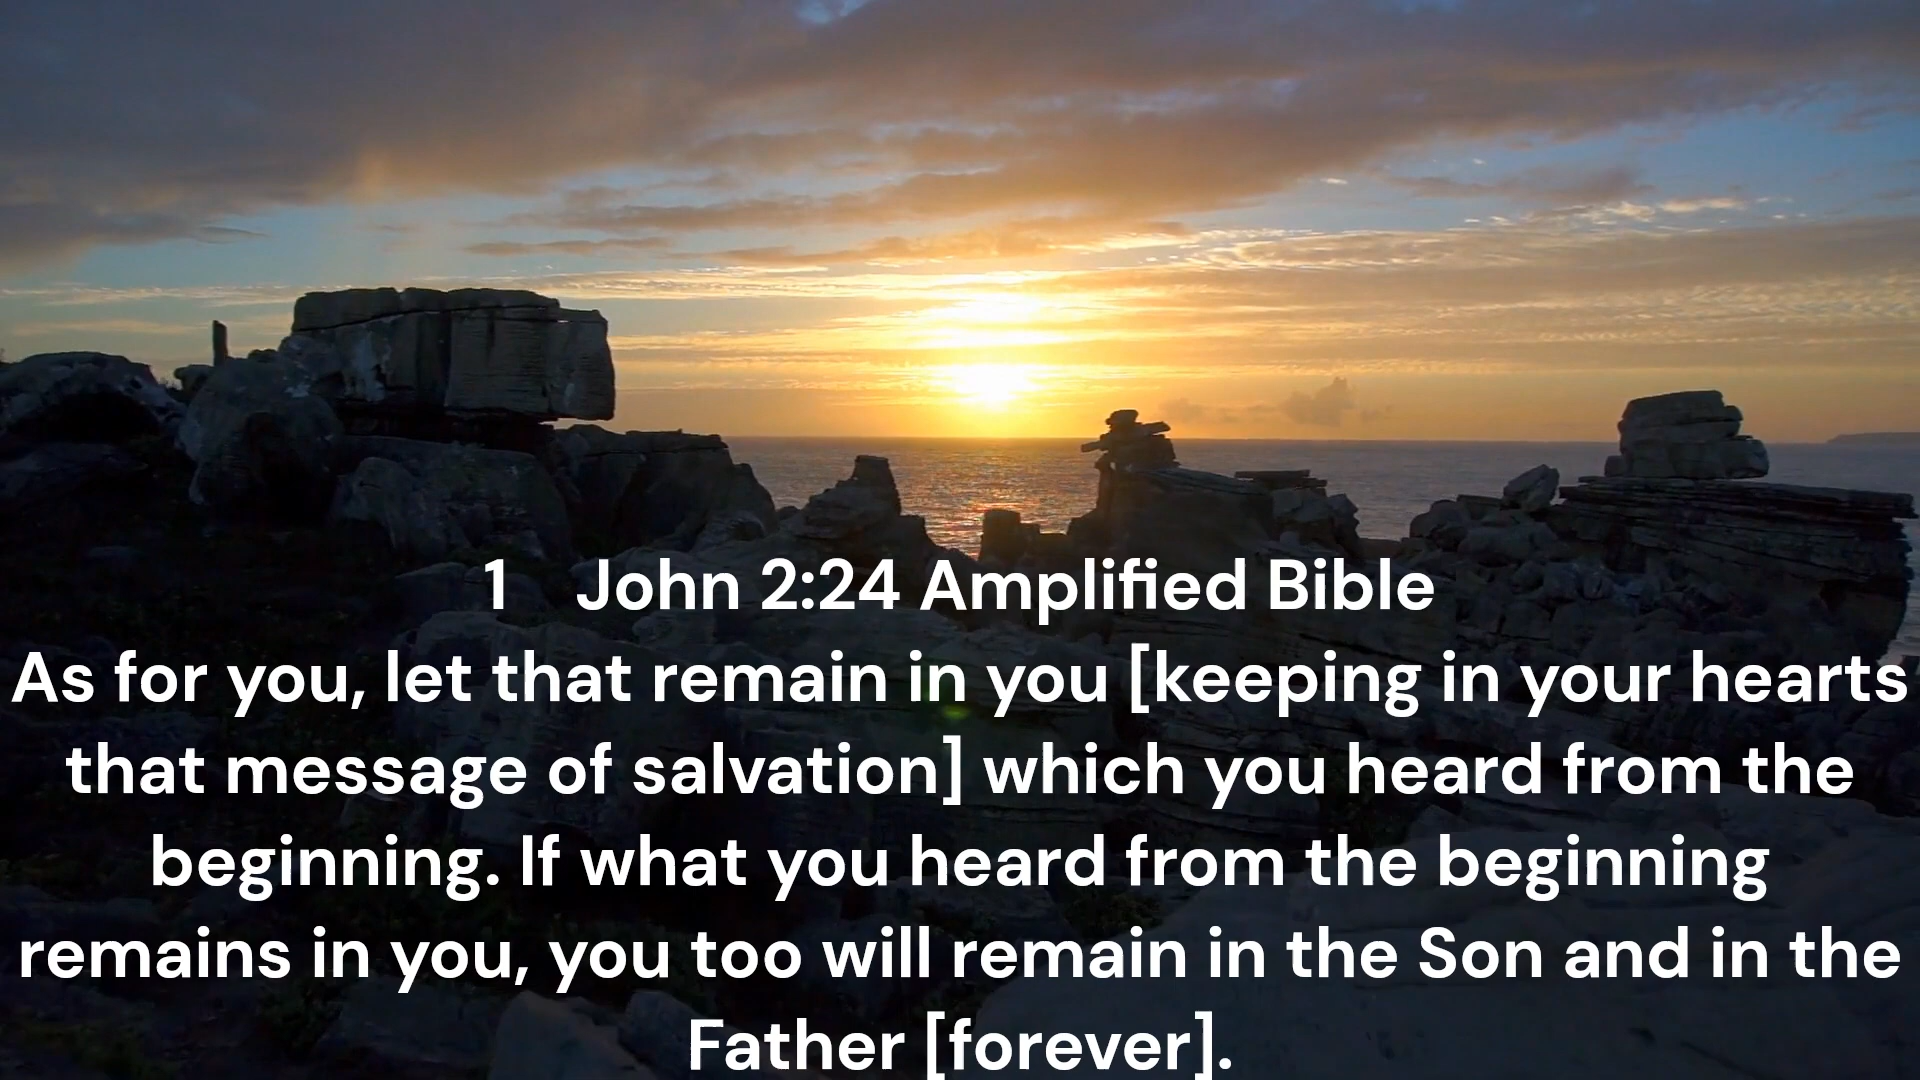 1 John 2:24 Amplified Bible
As for you, let that remain in you [keeping in your hearts
that message of salvation] which you heard from the
beginning. If what you heard from the beginning
remains in you, you too will remain in the Son and in the
Father [forever].